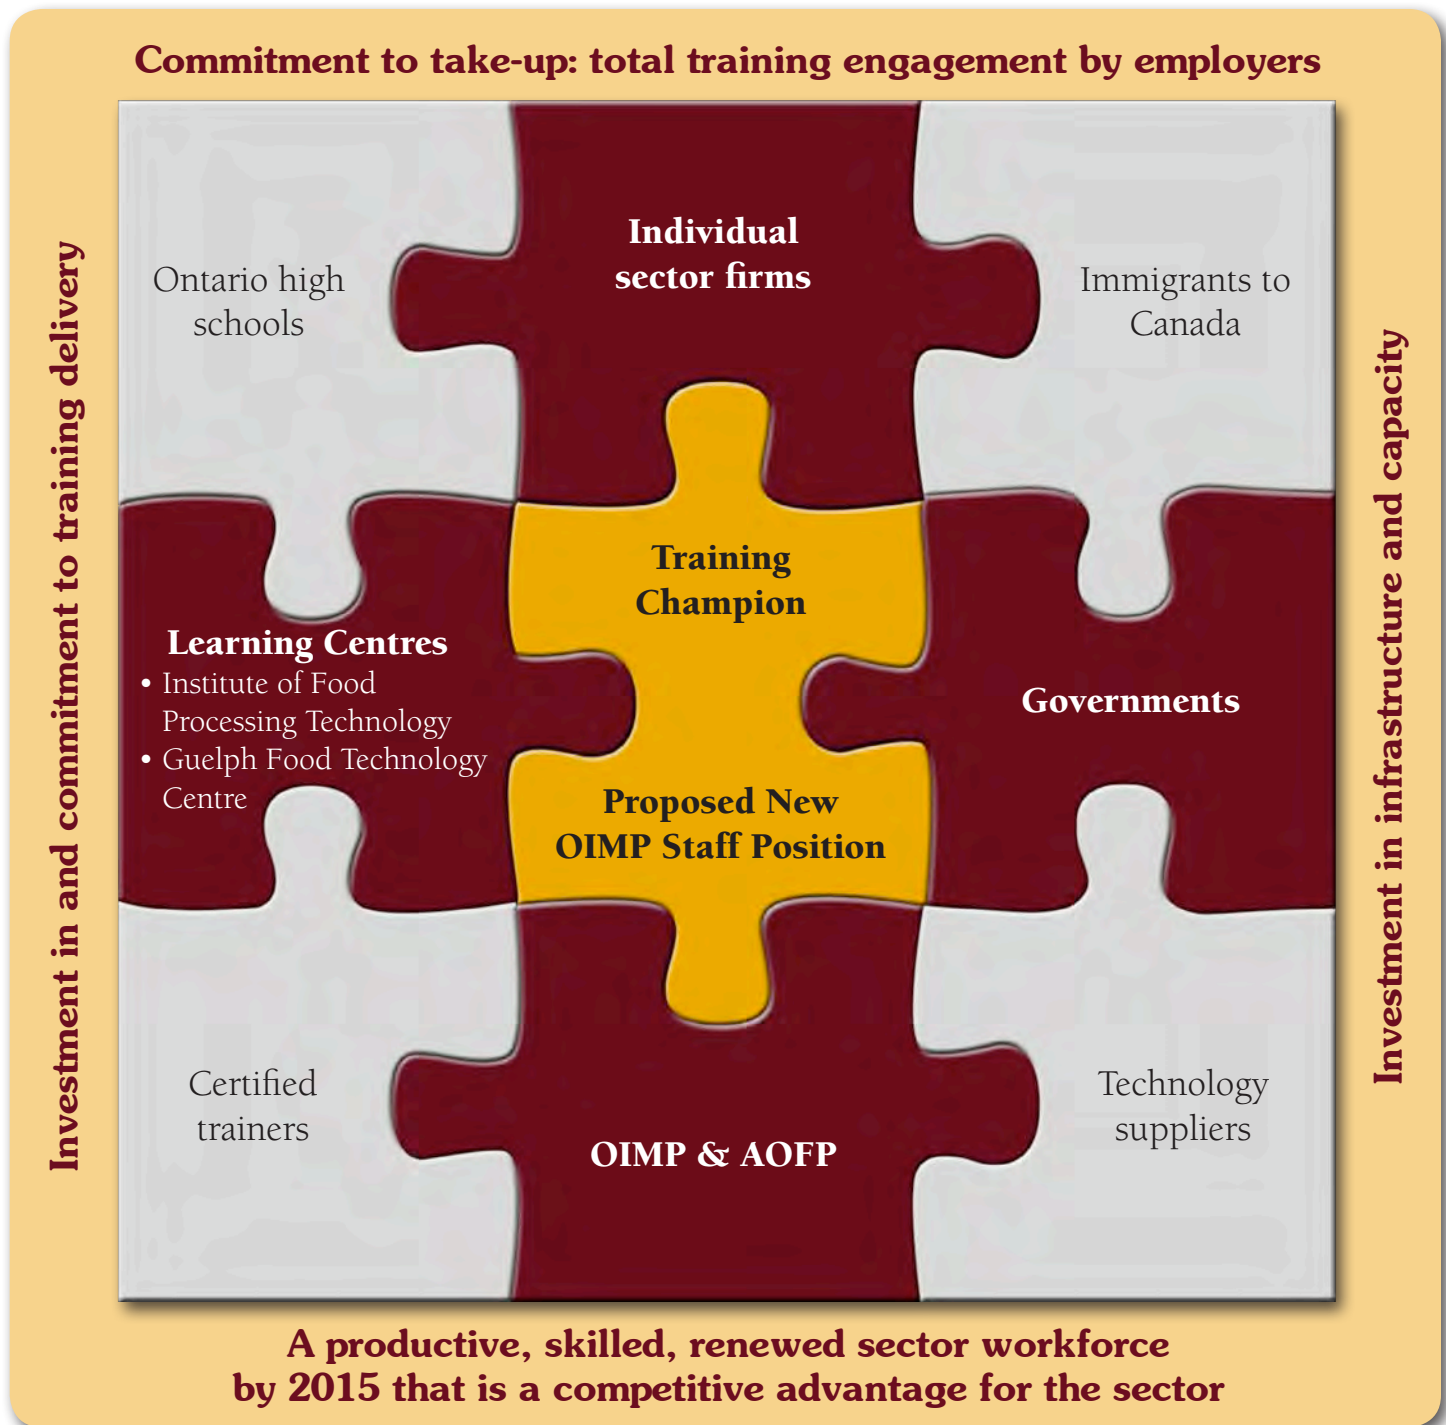 Commitment to take-up: total training engagement by employers
Investment in and commitment to training delivery
Ontario high
schools
Individual
sector firms
Immigrants to
Canada
Learning Centres
• Institute of Food
Processing Technology
• Guelph Food Technology
Centre
Training
Champion
Proposed New
OIMP Staff Position
Governments
Certified
trainers
OIMP & AOFP
Technology
suppliers
Investment in infrastructure and capacity
A productive, skilled, renewed sector workforce
by 2015 that is a competitive advantage for the sector